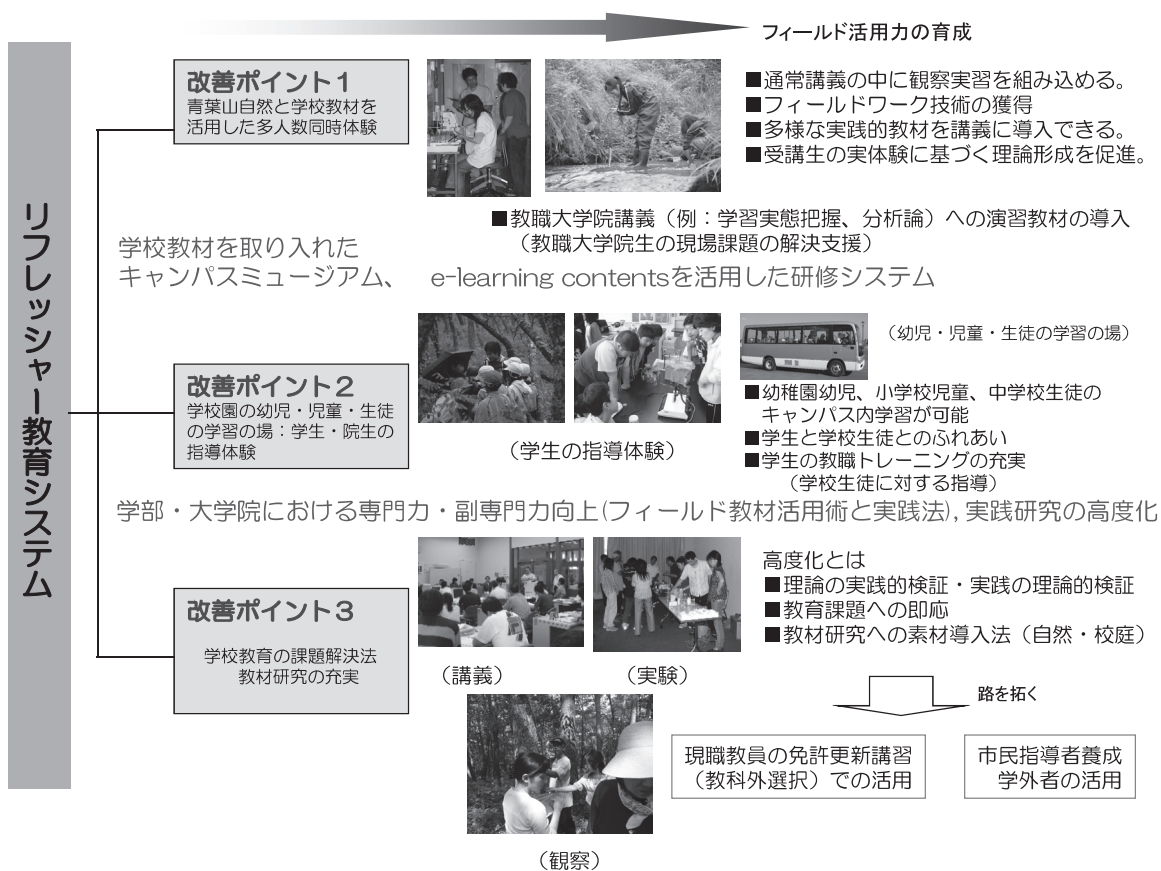 フィールド活用力の育成
リフレッシャー教育システム
改善ポイント1
青葉山自然と学校教材を
活用した多人数同時体験
■通常講義の中に観察実習を組み込める。
■フィールドワーク技術の獲得
■多様な実践的教材を講義に導入できる。
■受講生の実体験に基づく理論形成を促進。
■教職大学院講義（例：学習実態把握、分析論）への演習教材の導入
（教職大学院生の現場課題の解決支援）
学校教材を取り入れた
キャンパスミュージアム、 e-learning contentsを活用した研修システム
改善ポイント2
学校園の幼児・児童・生徒
の学習の場：学生・院生の
指導体験
（学生の指導体験）
（幼児・児童・生徒の学習の場）
■幼稚園幼児、小学校児童、中学校生徒の
キャンパス内学習が可能
■学生と学校生徒とのふれあい
■学生の教職トレーニングの充実
（学校生徒に対する指導）
学部・大学院における専門力・副専門力向上(フィールド教材活用術と実践法), 実践研究の高度化
改善ポイント3
学校教育の課題解決法
教材研究の充実
（講義）
（実験）
（観察）
高度化とは
■理論の実践的検証・実践の理論的検証
■教育課題への即応
■教材研究への素材導入法（自然・校庭）
路を拓く
現職教員の免許更新講習
（教科外選択）での活用
市民指導者養成
学外者の活用